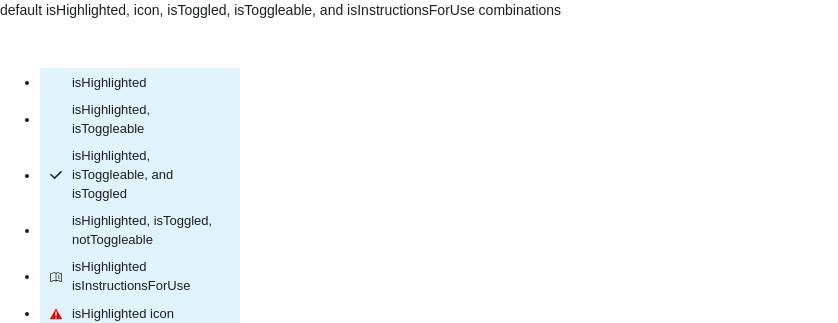 default isHighlighted, icon, isToggled, isToggleable, and isInstructionsForUse combinations
isHighlighted
isHighlighted,
isToggleable
isHighlighted,
isToggleable, and
isToggled
isHighlighted, isToggled,
notToggleable
isHighlighted
isInstructionsForUse
isHighlighted icon